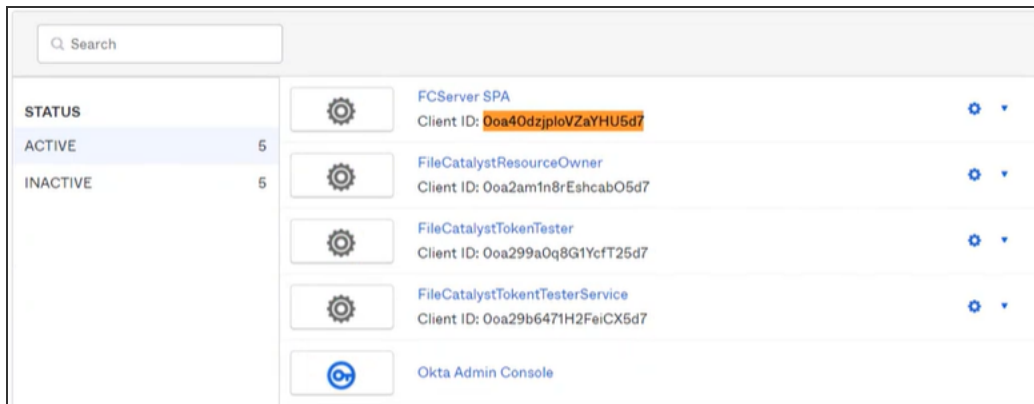 Search
STATUS
ACTIVE 5
INACTIVE 5
FCServer SPA
Client ID: 0oa4OdzjploVZaYHU5d7
FileCatalystResourceOwner
Client ID: 0oa2am1n8rEshcabO5d7
FileCatalystTokenTester
Client ID: 0oa299a0q8G1YcfT25d7
FileCatalystTokentTesterService
Client ID: 0oa29b6471H2FeiCX5d7
Okta Admin Console